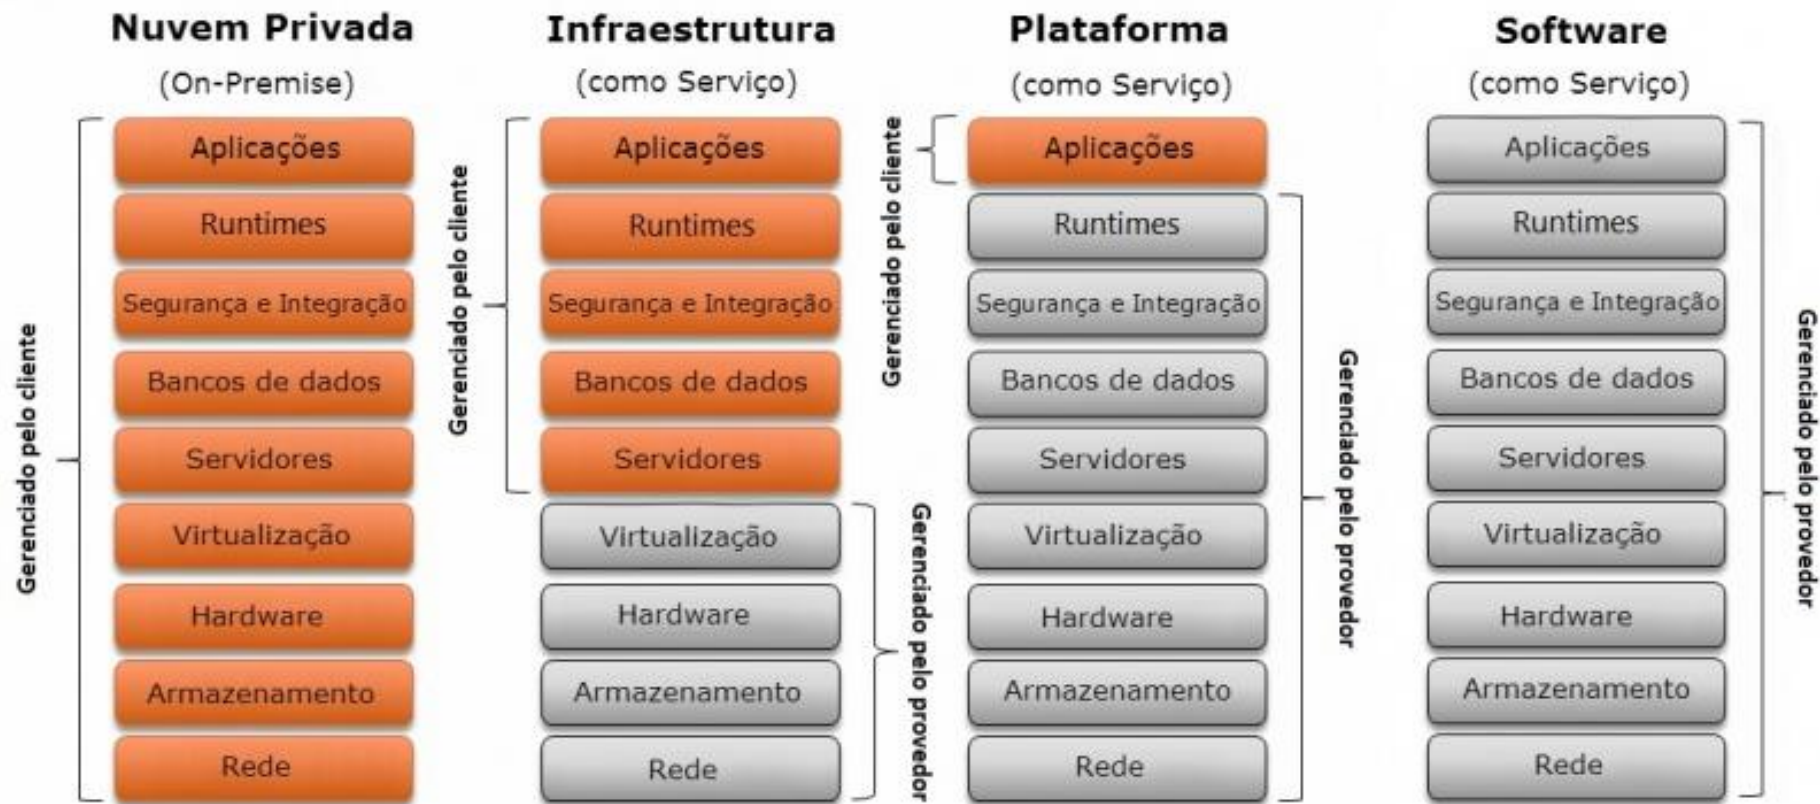 Nuvem Privada
(On-Premise)
Gerenciado pelo cliente
Aplicações
Runtimes
Segurança e Integração
Bancos de dados
Servidores
Virtualização
Hardware
Armazenamento
Rede
Infraestrutura
(como Serviço)
Gerenciado pelo cliente
Aplicações
Runtimes
Segurança e Integração
Bancos de dados
Servidores
Virtualização
Hardware
Armazenamento
Rede
Gerenciado pelo provedor
Plataforma
(como Serviço)
Gerenciado pelo cliente
Aplicações
Runtimes
Segurança e Integração
Bancos de dados
Servidores
Virtualização
Hardware
Armazenamento
Rede
Gerenciado pelo provedor
Software
(como Serviço)
Aplicações
Runtimes
Segurança e Integração
Bancos de dados
Servidores
Virtualização
Hardware
Armazenamento
Rede
Gerenciado pelo provedor